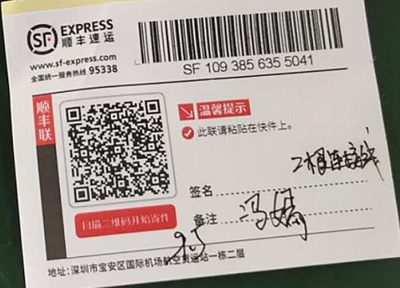 SF EXPRESS
顺丰速运
www.sf-express.com
全国统一服务热线 95338
SF 109 385 635 5041
顺丰联
温馨提示
此联请粘贴在快件上。
签名
备注
扫描二维码开始寄件
地址:深圳市宝安区国际机场航空货运站一栋二层